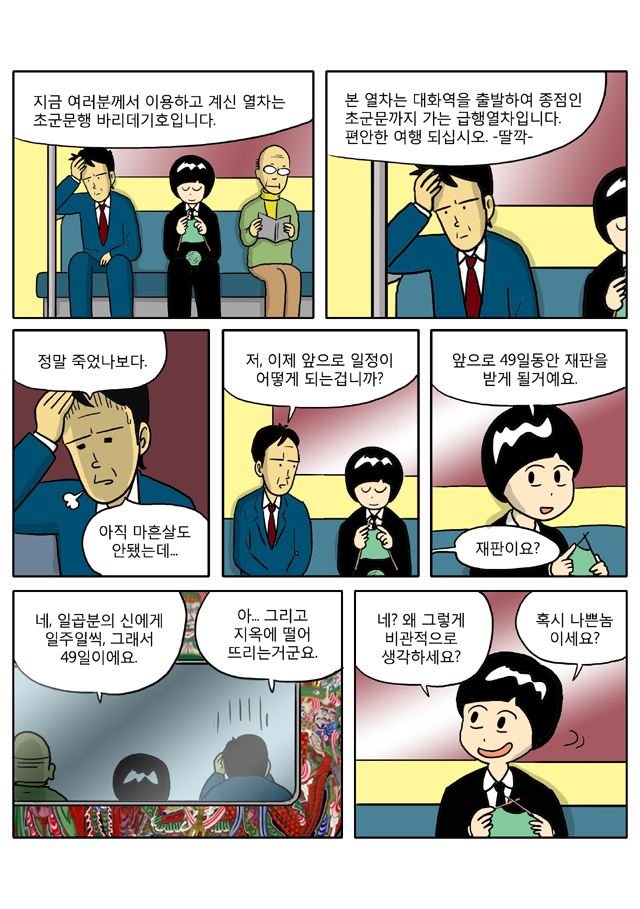 지금 여러분께서 이용하고 계신 열차는
초군문행 바리데기호입니다.
본 열차는 대화역을 출발하여 종점인
초군문까지 가는 급행열차입니다.
편안한 여행 되십시오. -딸깍-
정말 죽었나보다.
아직 마흔살도
안됐는데...
저, 이제 앞으로 일정이
어떻게 되는겁니까?
앞으로 49일동안 재판을
받게 될거예요.
재판이요?
네, 일곱분의 신에게
일주일씩, 그래서
49일이에요.
아... 그리고
지옥에 떨어
뜨리는거군요.
네? 왜 그렇게
비관적으로
생각하세요?
혹시 나쁜놈
이세요?